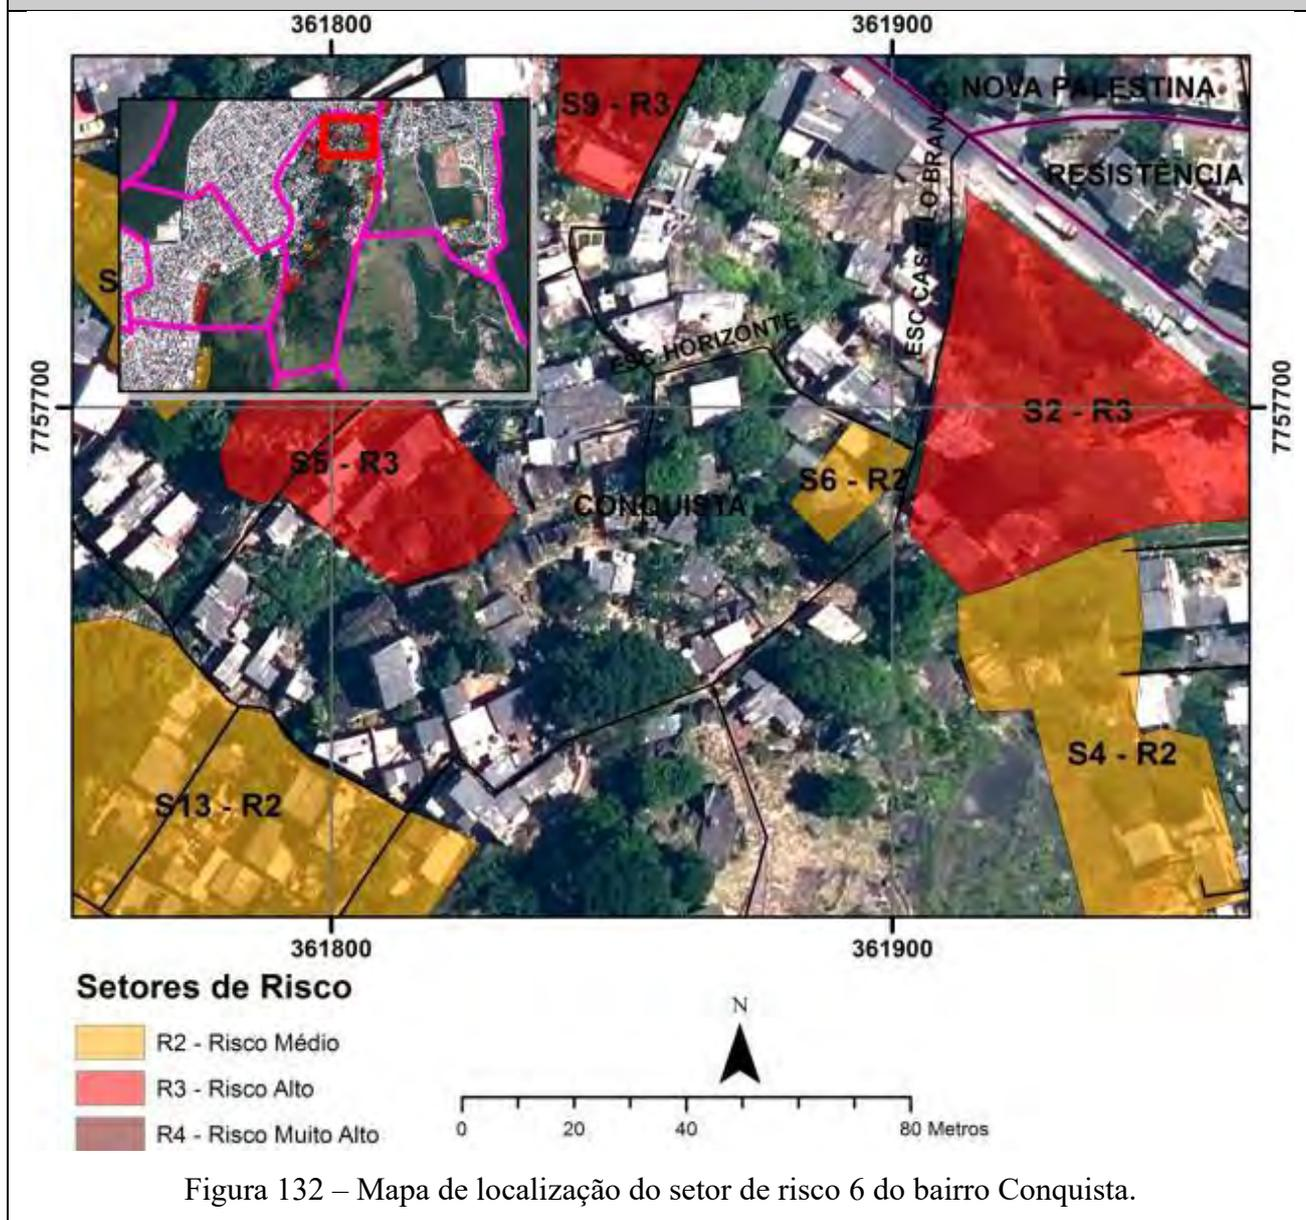 361800
361900
S9 - R3
NOVA PALESTINA
RESISTÊNCIA
ESC CASTELO BRANCO
S
ESC HORIZONTE
7757700
7757700
S2 - R3
S5 - R3
S6 - R2
CONQUISTA
S4 - R2
S13 - R2
361800
361900
Setores de Risco
R2 - Risco Médio
R3 - Risco Alto
R4 - Risco Muito Alto
N
0 20 40 80 Metros
Figura 132 – Mapa de localização do setor de risco 6 do bairro Conquista.